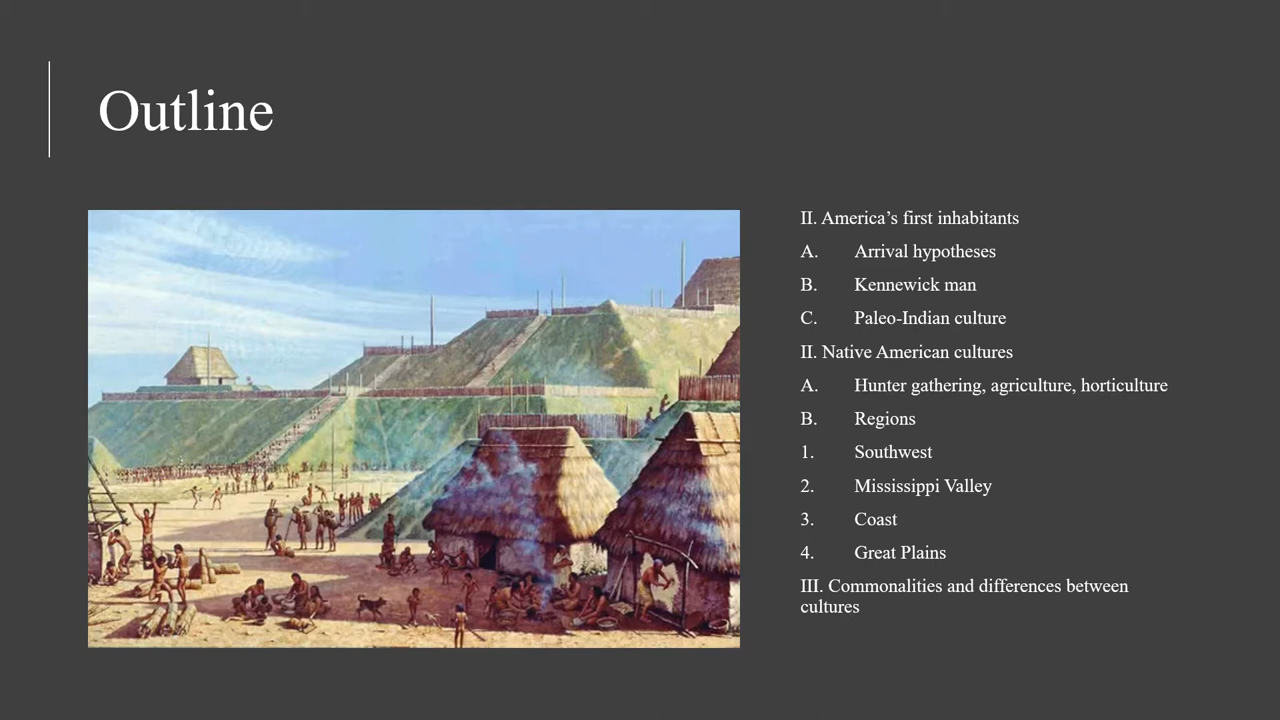 Outline
II. America’s first inhabitants
A. Arrival hypotheses
B. Kennewick man
C. Paleo-Indian culture
II. Native American cultures
A. Hunter gathering, agriculture, horticulture
B. Regions
1. Southwest
2. Mississippi Valley
3. Coast
4. Great Plains
III. Commonalities and differences between
cultures